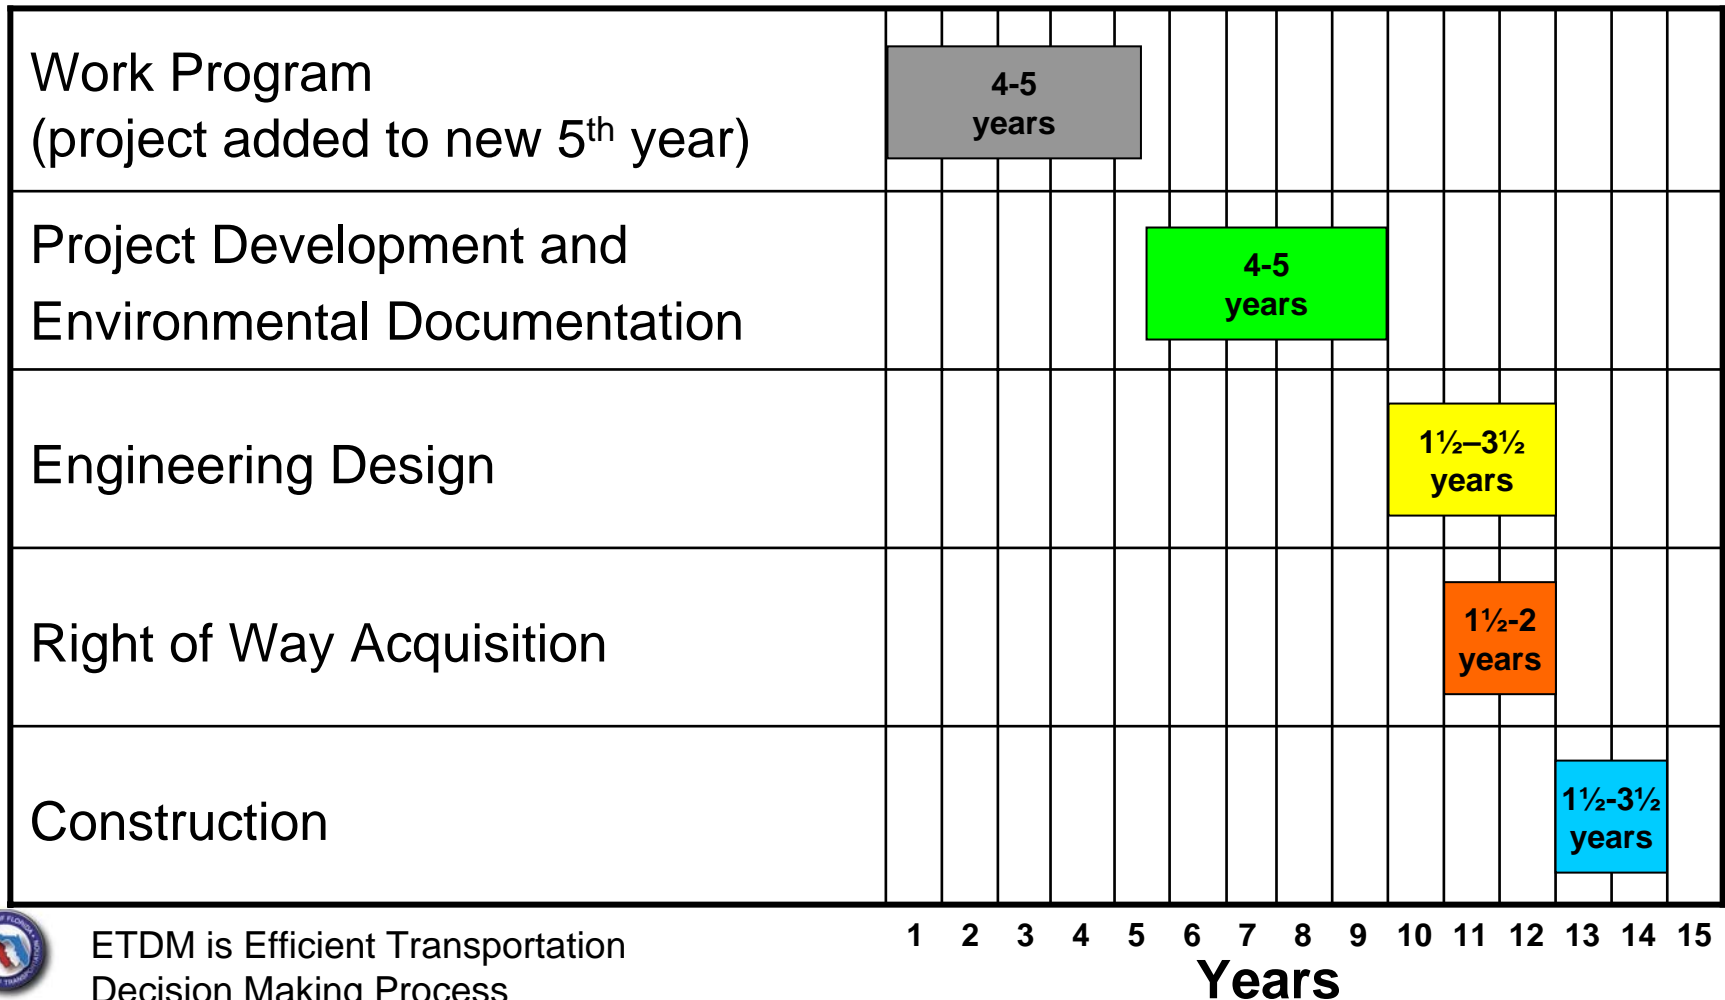 Work Program
(project added to new 5th year)
4-5
years
Project Development and
Environmental Documentation
4-5
years
Engineering Design
1½–3½
years
Right of Way Acquisition
1½-2
years
Construction
1½-3½
years
1 2 3 4 5 6 7 8 9 10 11 12 13 14 15
Years
ETDM is Efficient Transportation
Decision Making Process